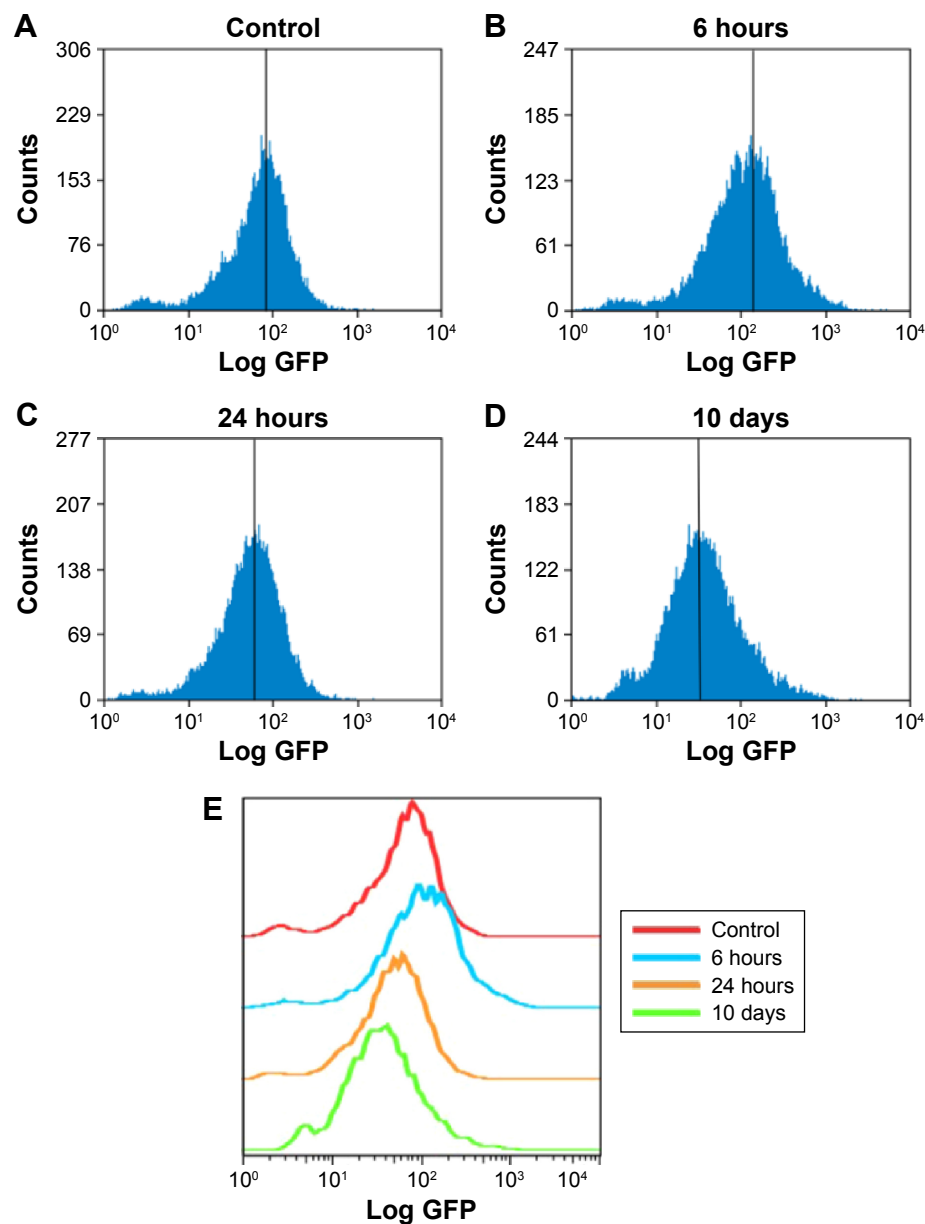 A
Control
306
229
153
76
0
Counts
10⁰ 10¹ 10² 10³ 10⁴
Log GFP
B
6 hours
247
185
123
61
0
Counts
10⁰ 10¹ 10² 10³ 10⁴
Log GFP
C
24 hours
277
207
138
69
0
Counts
10⁰ 10¹ 10² 10³ 10⁴
Log GFP
D
10 days
244
183
122
61
0
Counts
10⁰ 10¹ 10² 10³ 10⁴
Log GFP
E
10⁰ 10¹ 10² 10³ 10⁴
Log GFP
Control
6 hours
24 hours
10 days